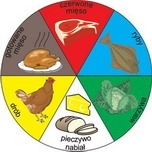 czerwone
mięso
ryby
warzywa
pieczywo
nabiał
drób
gotowane
mięso